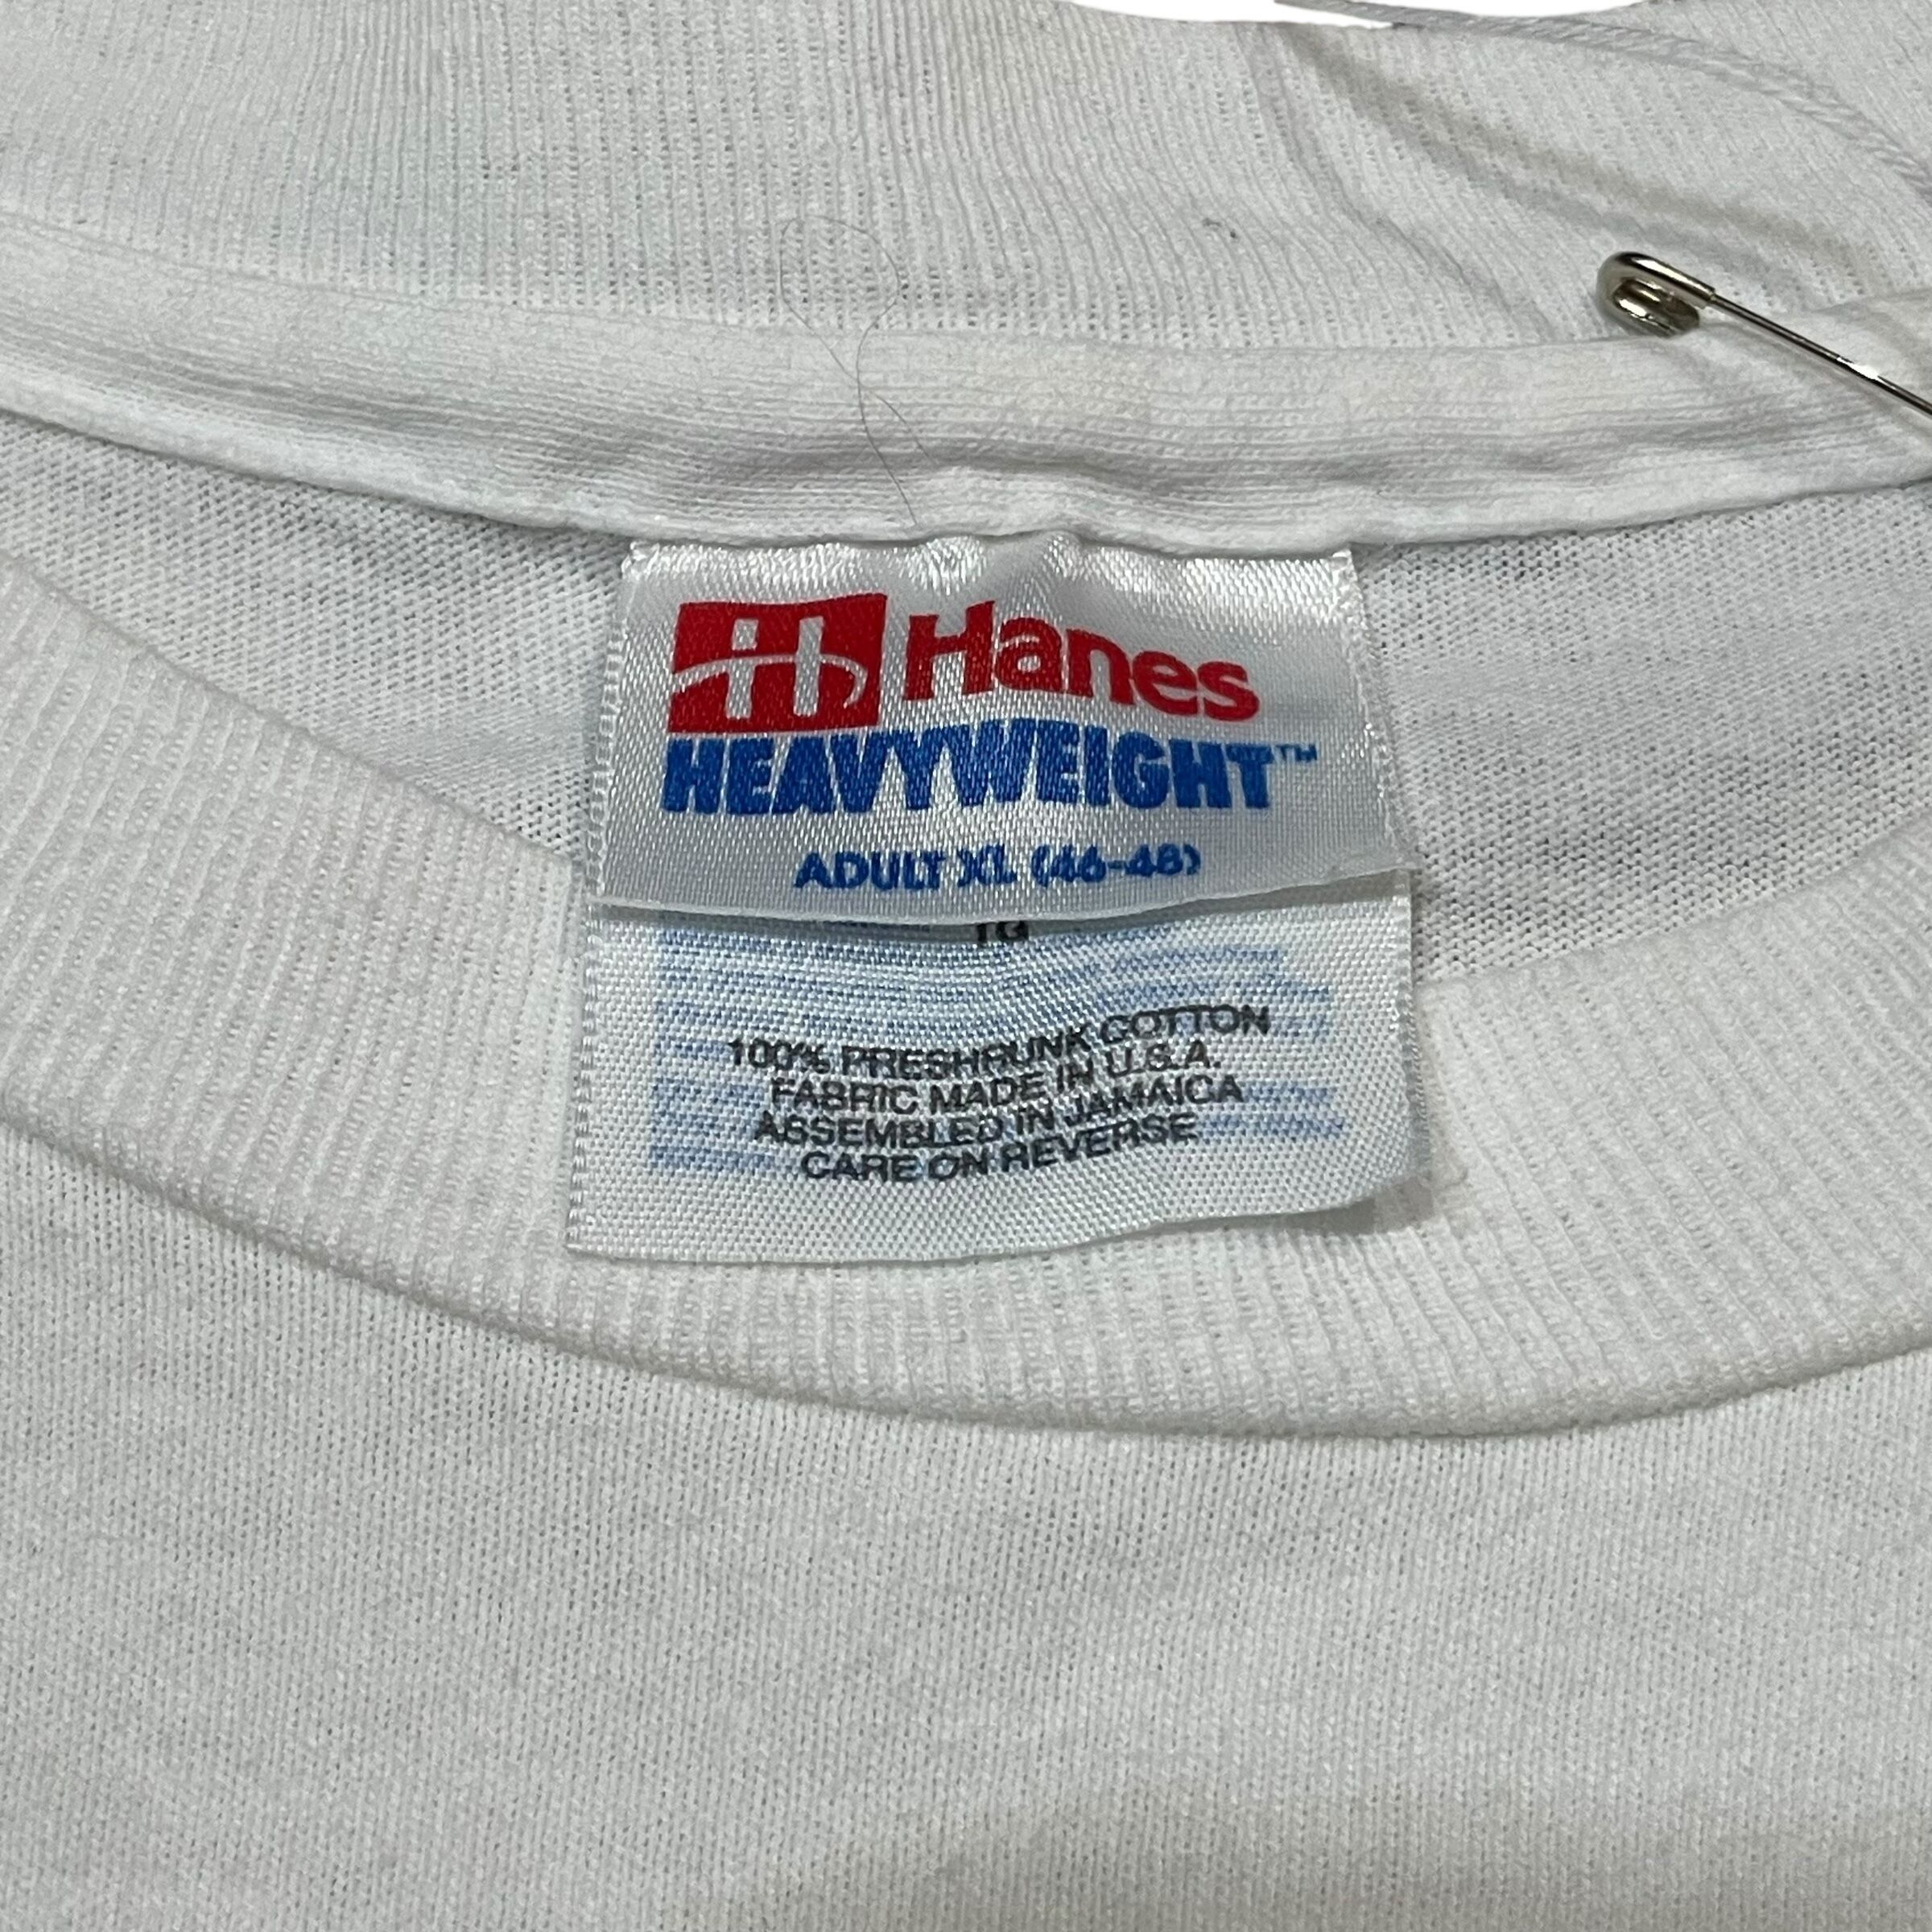 Hanes
HEAVYWEIGHT™
ADULT XL (46-48)
100% PRESHRUNK COTTON
FABRIC MADE IN U.S.A.
ASSEMBLED IN JAMAICA
CARE ON REVERSE